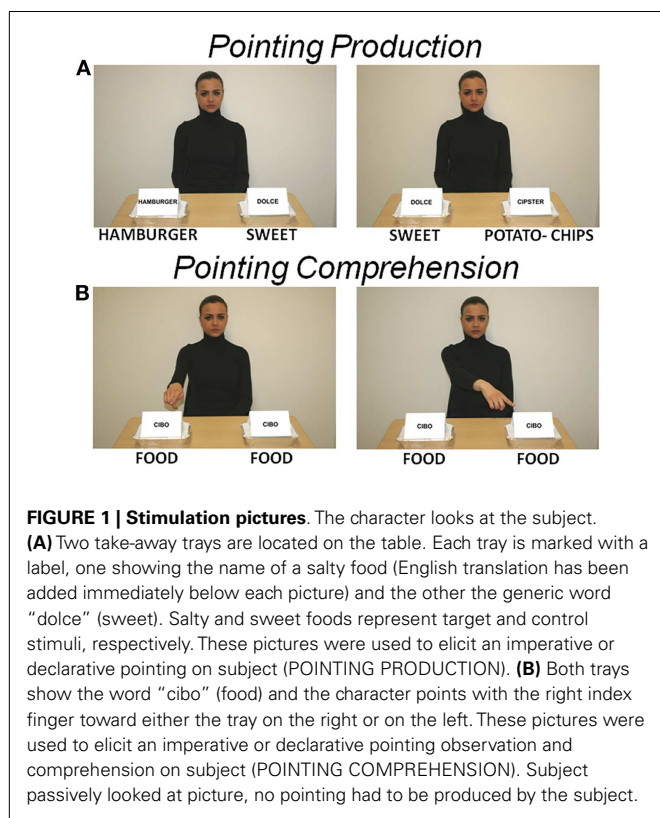 Pointing Production
A
HAMBURGER DOLCE DOLCE CIPSTER
HAMBURGER SWEET SWEET POTATO- CHIPS
Pointing Comprehension
B
CIBO CIBO CIBO CIBO
FOOD FOOD FOOD FOOD
FIGURE 1 | Stimulation pictures. The character looks at the subject.
(A) Two take-away trays are located on the table. Each tray is marked with a
label, one showing the name of a salty food (English translation has been
added immediately below each picture) and the other the generic word
“dolce” (sweet). Salty and sweet foods represent target and control
stimuli, respectively. These pictures were used to elicit an imperative or
declarative pointing on subject (POINTING PRODUCTION). (B) Both trays
show the word “cibo” (food) and the character points with the right index
finger toward either the tray on the right or on the left. These pictures were
used to elicit an imperative or declarative pointing observation and
comprehension on subject (POINTING COMPREHENSION). Subject
passively looked at picture, no pointing had to be produced by the subject.